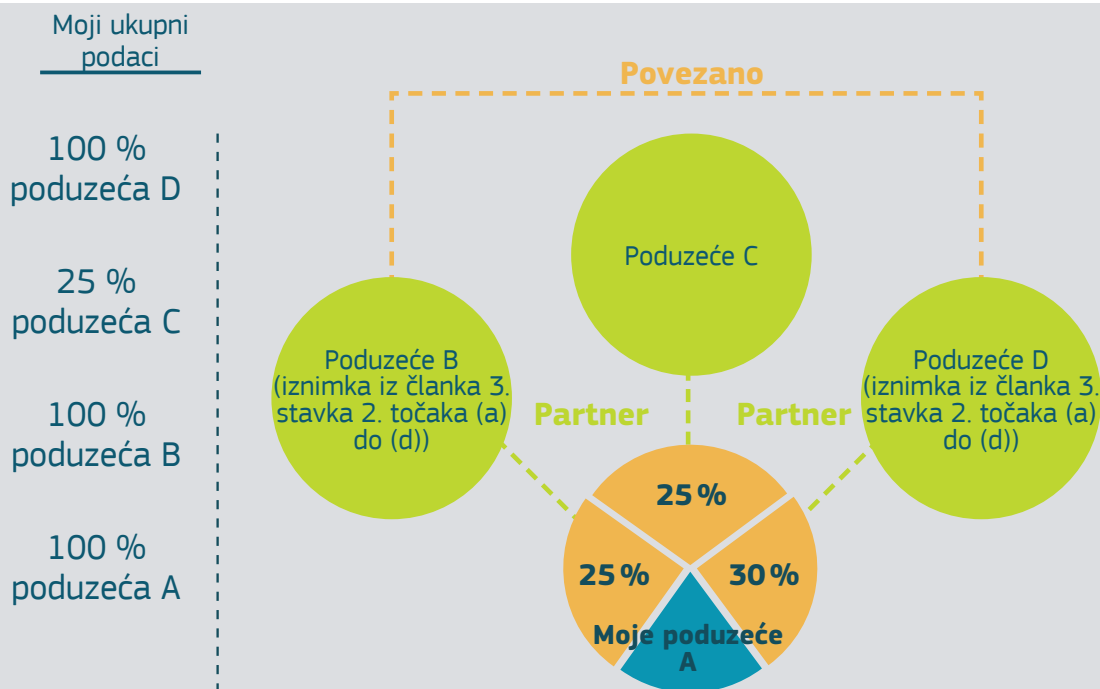 Moji ukupni
podaci
100 %
poduzeća D
25 %
poduzeća C
100 %
poduzeća B
100 %
poduzeća A
Povezano
Poduzeće C
Poduzeće B
(iznimka iz članka 3.
stavka 2. točaka (a)
do (d))
Partner
Partner
Poduzeće D
(iznimka iz članka 3.
stavka 2. točaka (a)
do (d))
25 %
25 %
30 %
Moje poduzeće
A